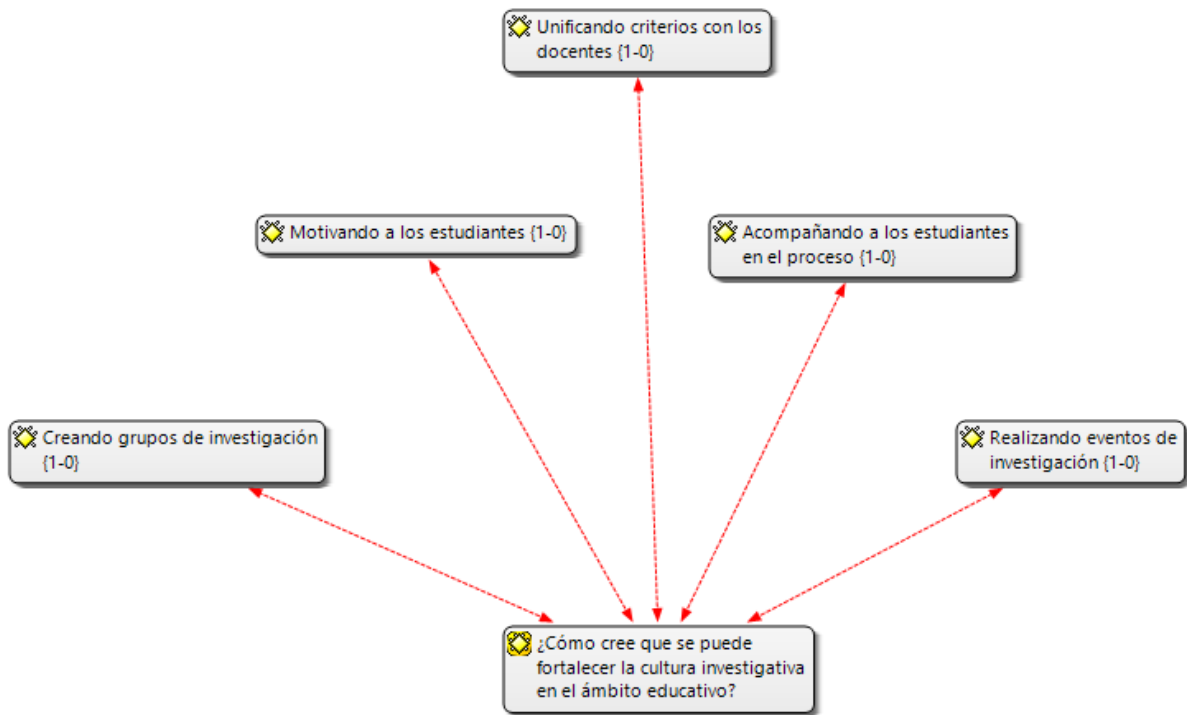 Unificando criterios con los
docentes {1-0}
Motivando a los estudiantes {1-0}
Acompañando a los estudiantes
en el proceso {1-0}
Creando grupos de investigación
{1-0}
Realizando eventos de
investigación {1-0}
¿Cómo cree que se puede
fortalecer la cultura investigativa
en el ámbito educativo?